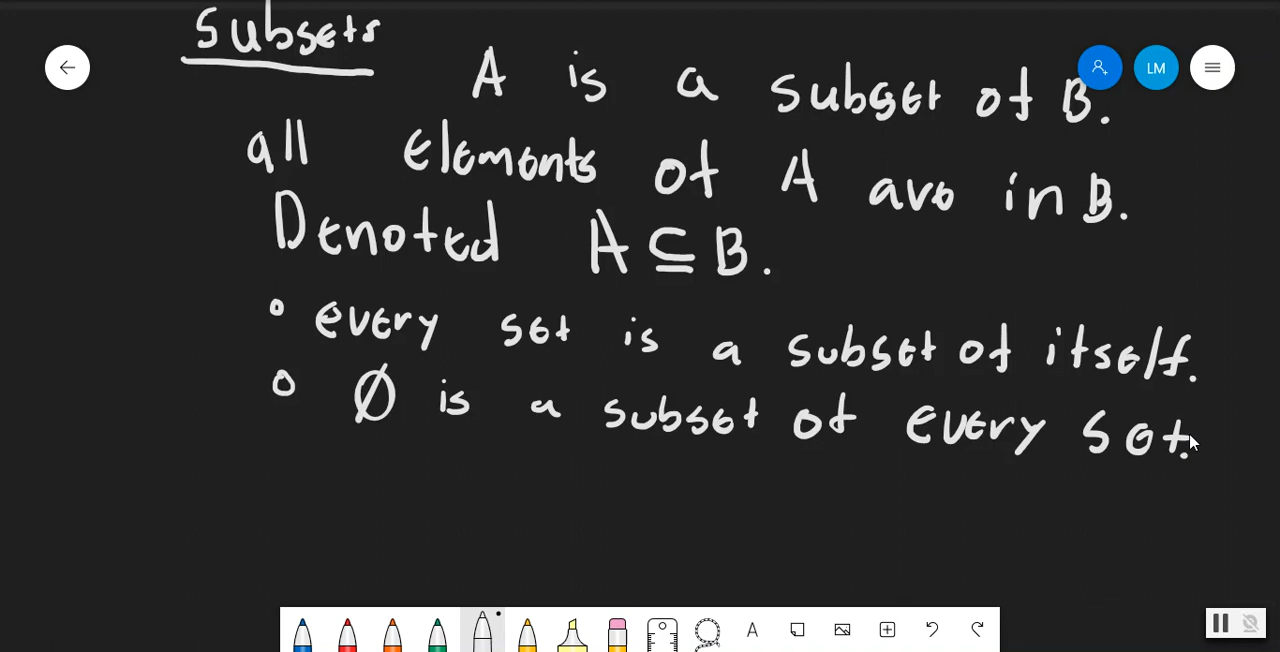 Subsets
A is a subset of B.
all elements of A are in B.
Denoted A ⊆ B.
• every set is a subset of itself.
• ∅ is a subset of every set.
LM
A